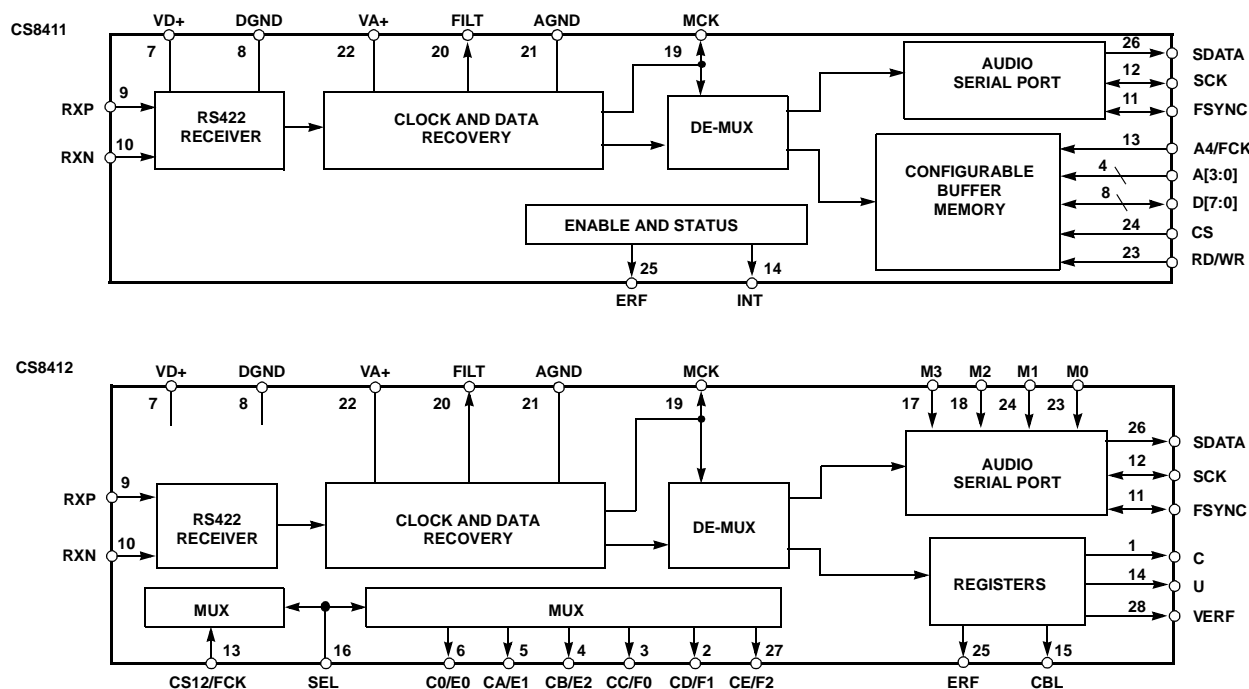 CS8411
VD+ DGND VA+ FILT AGND MCK
7 8 22 20 21 19
RXP 9
RXN 10
RS422
RECEIVER
CLOCK AND DATA
RECOVERY
DE-MUX
AUDIO
SERIAL PORT
26 SDATA
12 SCK
11 FSYNC
CONFIGURABLE
BUFFER
MEMORY
13 A4/FCK
4 A[3:0]
8 D[7:0]
24 CS
23 RD/WR
ENABLE AND STATUS
25 14
ERF INT
CS8412
VD+ DGND VA+ FILT AGND MCK M3 M2 M1 M0
7 8 22 20 21 19 17 18 24 23
RXP 9
RXN 10
RS422
RECEIVER
CLOCK AND DATA
RECOVERY
DE-MUX
AUDIO
SERIAL PORT
26 SDATA
12 SCK
11 FSYNC
REGISTERS
1 C
14 U
28 VERF
MUX MUX
13 16 6 5 4 3 2 27 25 15
CS12/FCK SEL C0/E0 CA/E1 CB/E2 CC/F0 CD/F1 CE/F2 ERF CBL